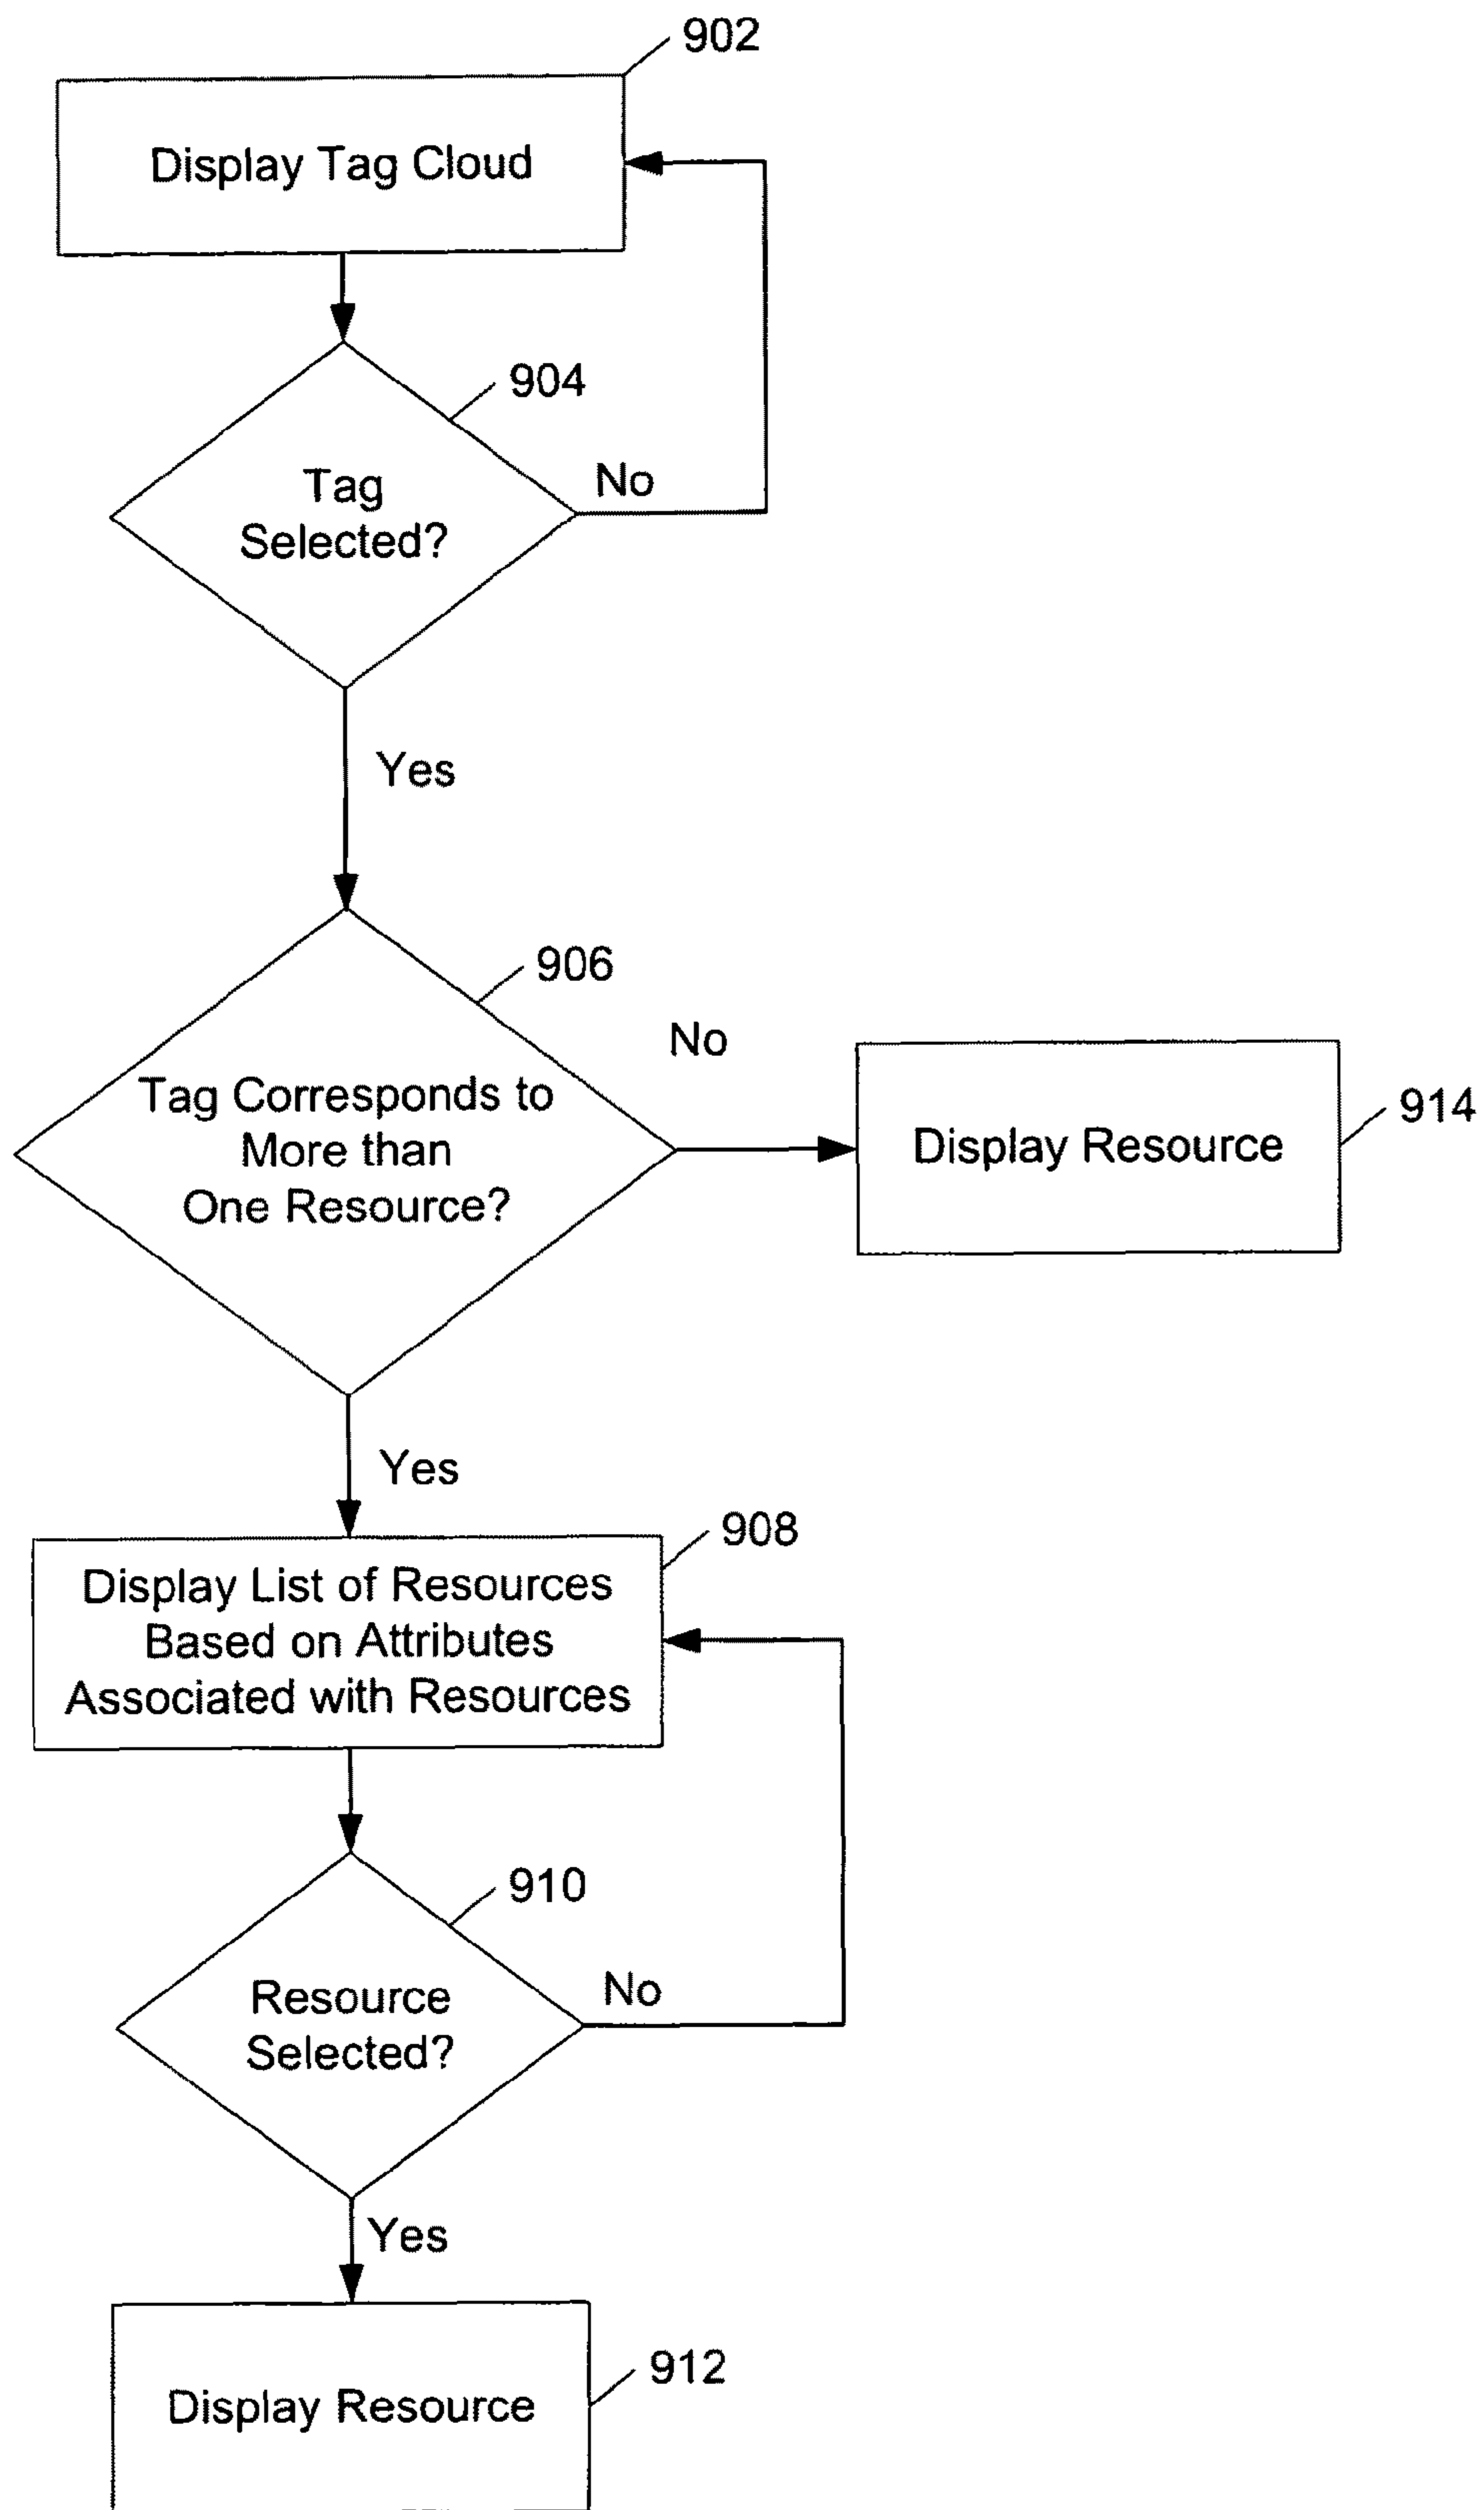 902
Display Tag Cloud
904
Tag
Selected?
No
Yes
906
Tag Corresponds to
More than
One Resource?
No
Display Resource
914
Yes
908
Display List of Resources
Based on Attributes
Associated with Resources
910
Resource
Selected?
No
Yes
912
Display Resource